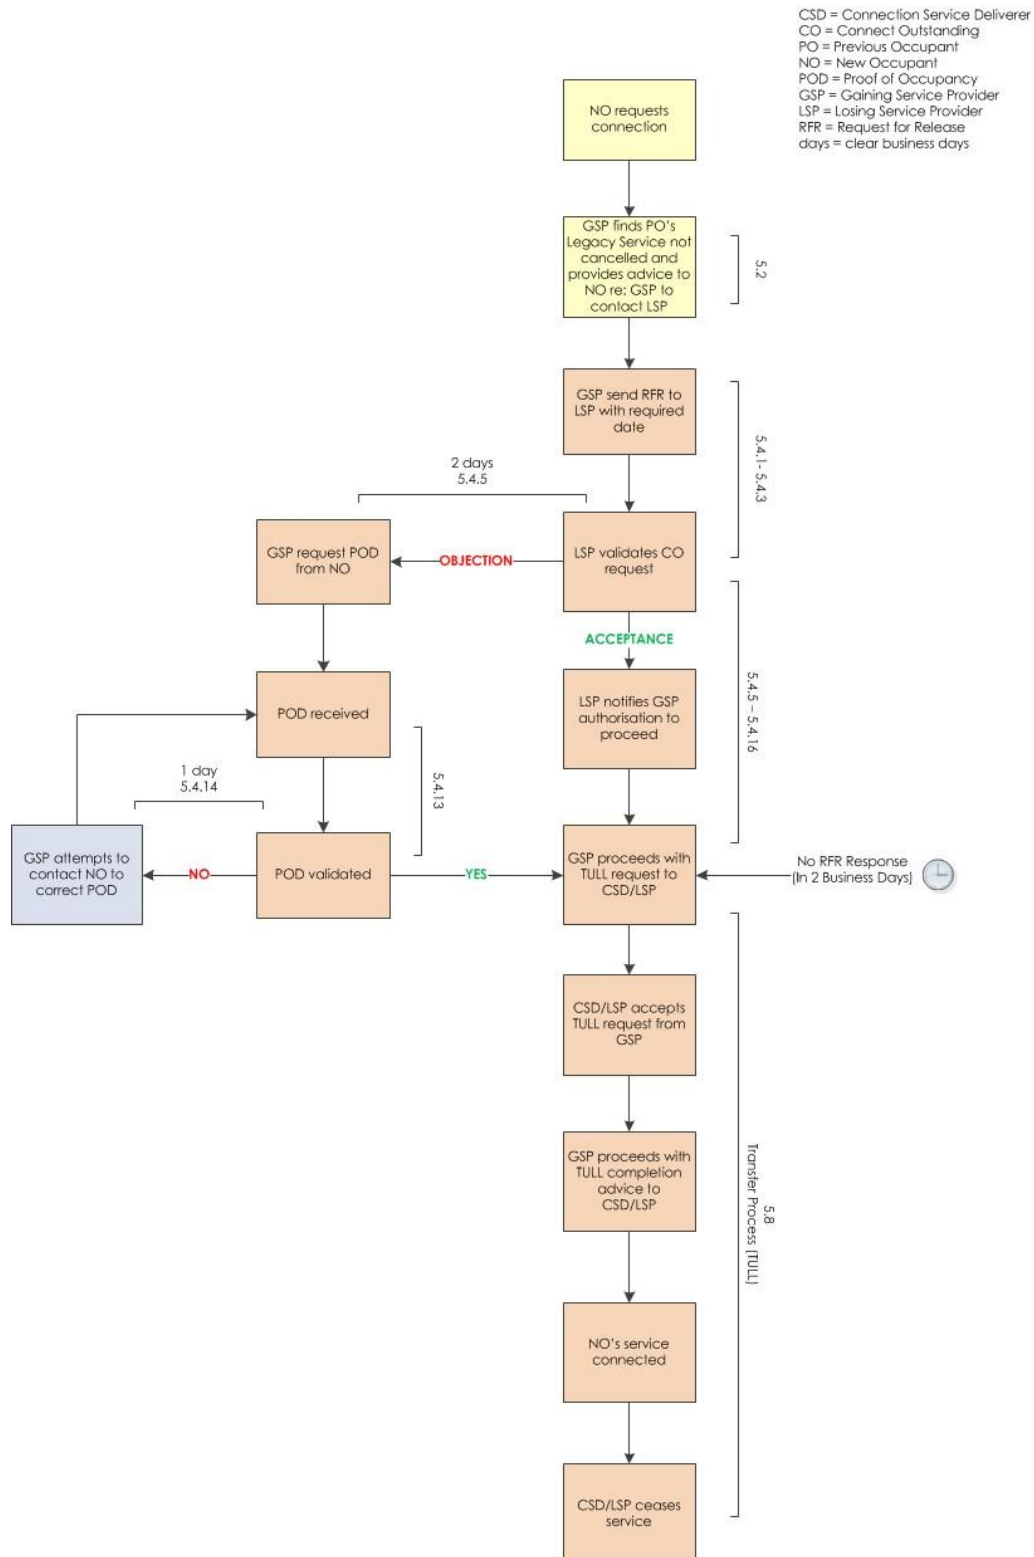 CSD = Connection Service Deliverer
CO = Connect Outstanding
PO = Previous Occupant
NO = New Occupant
POD = Proof of Occupancy
GSP = Gaining Service Provider
LSP = Losing Service Provider
RFR = Request for Release
days = clear business days
NO requests
connection
GSP finds PO's
Legacy Service not
cancelled and
provides advice to
NO re: GSP to
contact LSP
5.2
GSP send RFR to
LSP with required
date
5.4.1- 5.4.3
2 days
5.4.5
GSP request POD
from NO
OBJECTION
LSP validates CO
request
ACCEPTANCE
5.4.5 – 5.4.16
POD received
LSP notifies GSP
authorisation to
proceed
5.4.13
1 day
5.4.14
GSP attempts to
contact NO to
correct POD
NO
POD validated
YES
GSP proceeds with
TULL request to
CSD/LSP
No RFR Response
(In 2 Business Days)
CSD/LSP accepts
TULL request from
GSP
GSP proceeds with
TULL completion
advice to
CSD/LSP
5.8
Transfer Process (TULL)
NO's service
connected
CSD/LSP ceases
service